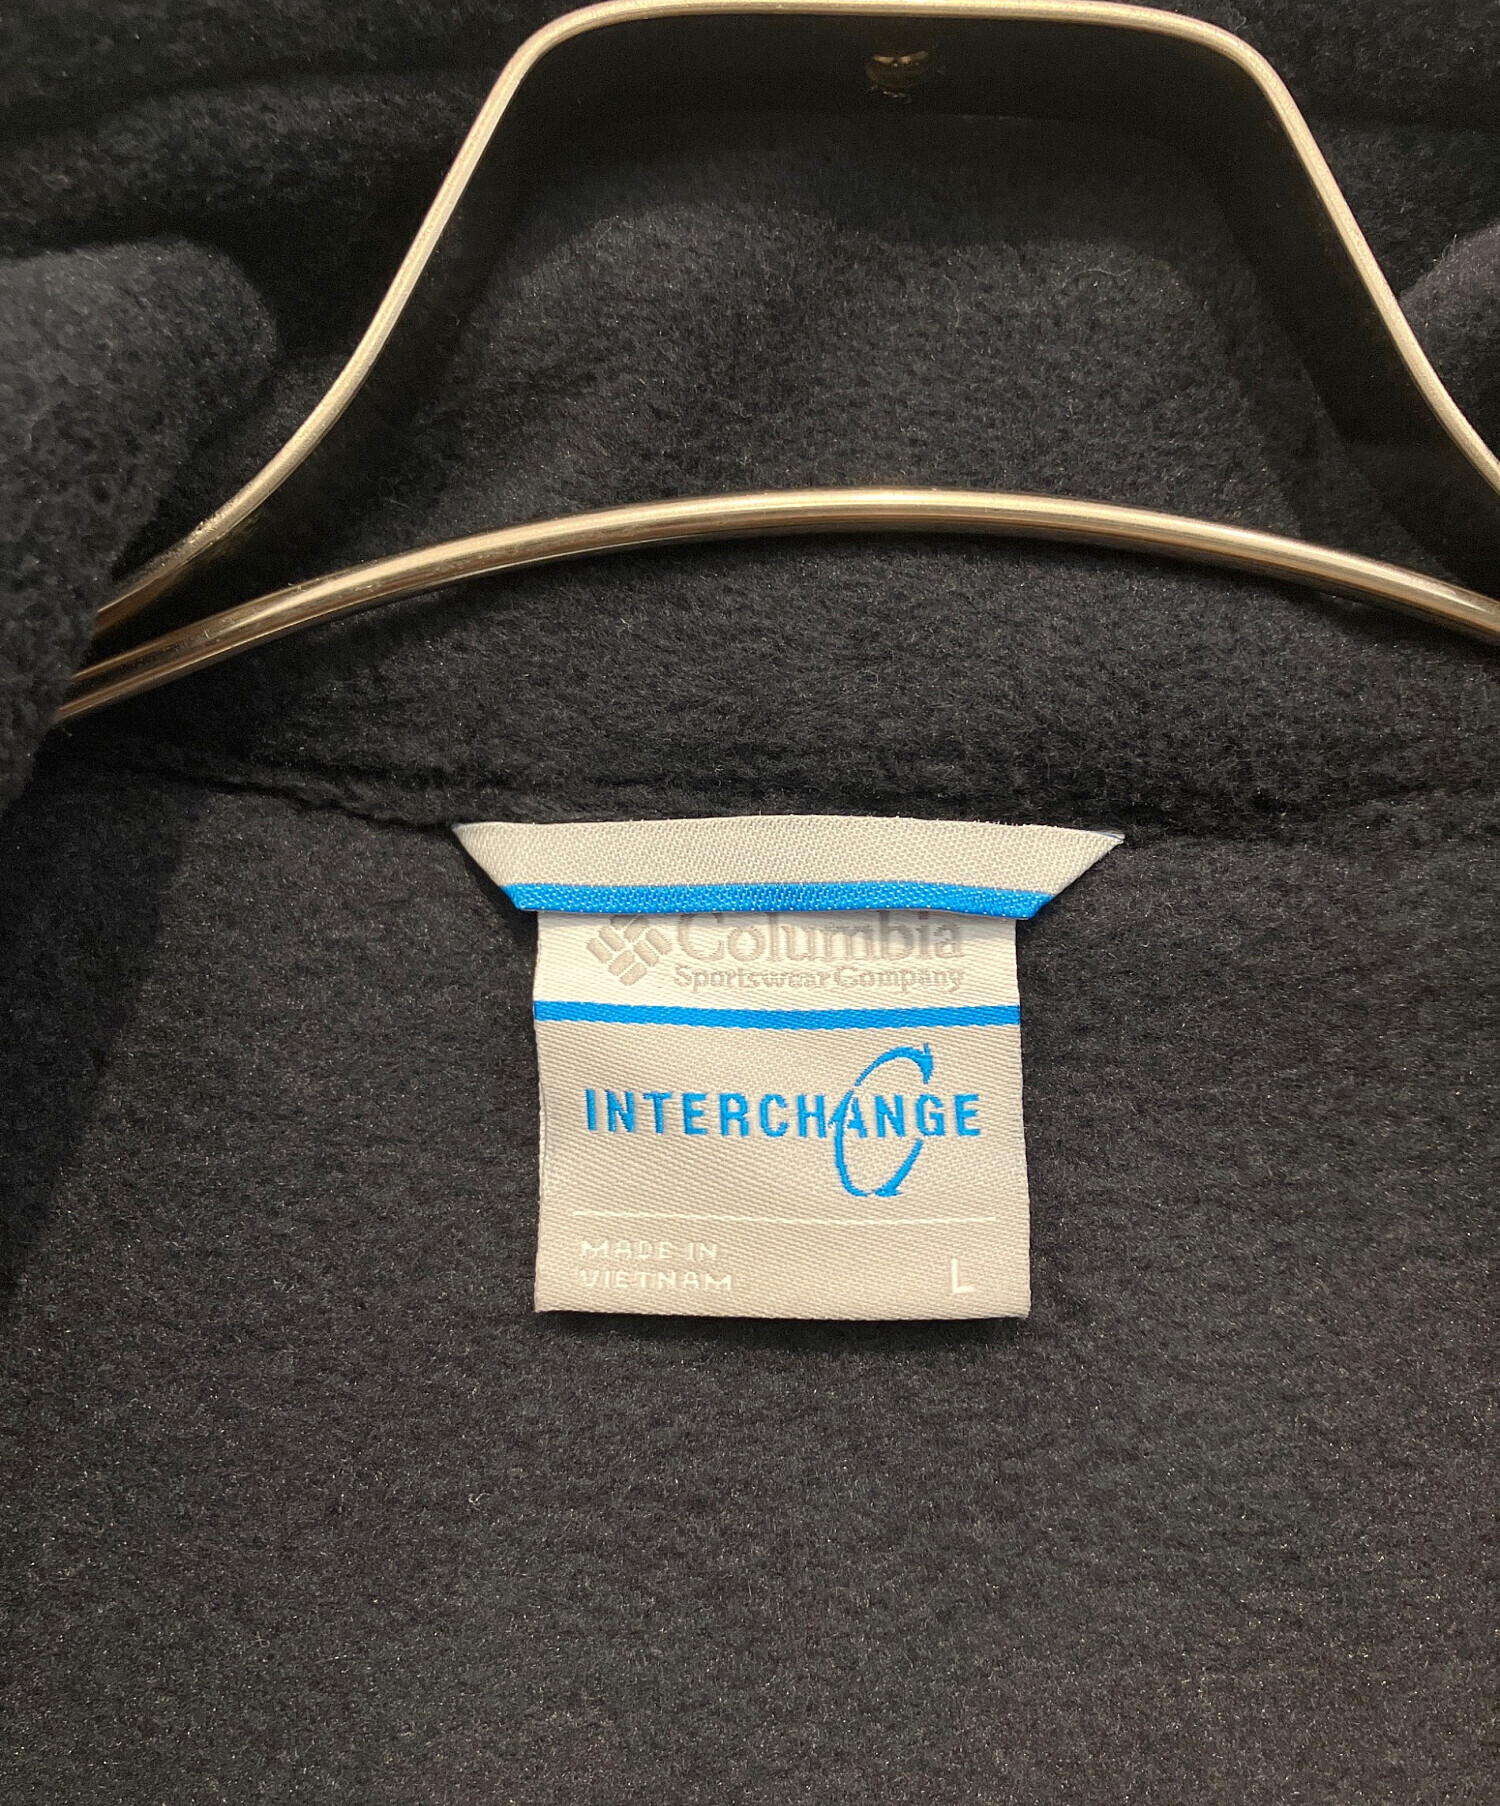 Columbia
Sportswear Company
INTERCHANGE
MADE IN
VIETNAM
L